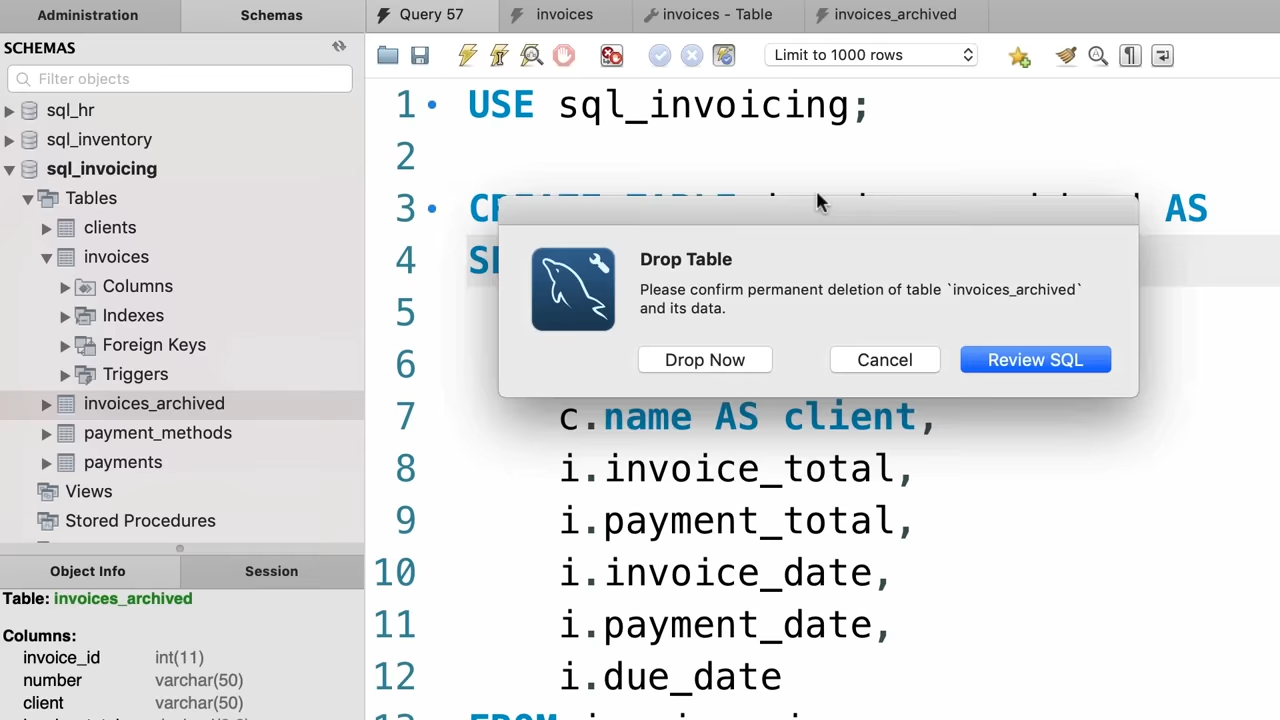 Administration
Schemas
SCHEMAS
Filter objects
sql_hr
sql_inventory
sql_invoicing
Tables
clients
invoices
Columns
Indexes
Foreign Keys
Triggers
invoices_archived
payment_methods
payments
Views
Stored Procedures
Object Info
Session
Table: invoices_archived
Columns:
invoice_id int(11)
number varchar(50)
client varchar(50)
Query 57
invoices
invoices - Table
invoices_archived
Limit to 1000 rows
1 USE sql_invoicing;
2
3 CREATE TABLE AS
4
5
6
7 c.name AS client,
8 i.invoice_total,
9 i.payment_total,
10 i.invoice_date,
11 i.payment_date,
12 i.due_date
Drop Table
Please confirm permanent deletion of table `invoices_archived`
and its data.
Drop Now
Cancel
Review SQL